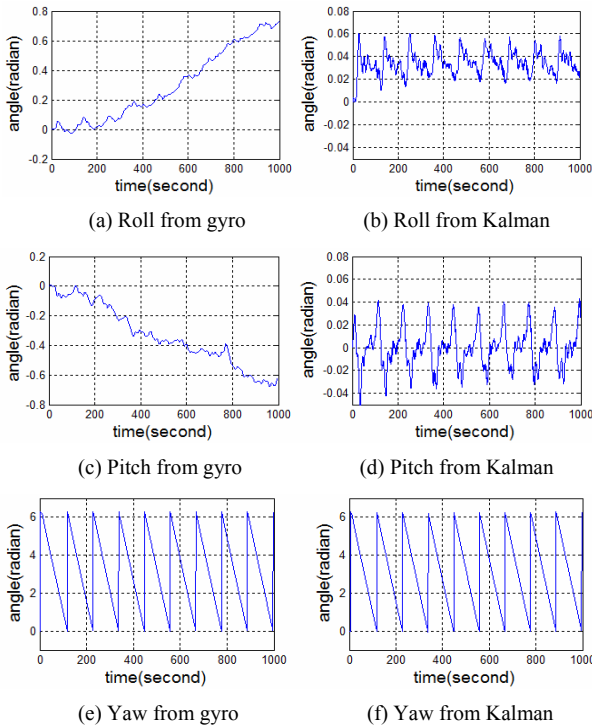 0.8
0.6
0.4
0.2
0
-0.2
0 200 400 600 800 1000
angle(radian)
time(second)
(a) Roll from gyro
0.08
0.06
0.04
0.02
0
-0.02
-0.04
0 200 400 600 800 1000
angle(radian)
time(second)
(b) Roll from Kalman
0.2
0
-0.2
-0.4
-0.6
-0.8
0 200 400 600 800 1000
angle(radian)
time(second)
(c) Pitch from gyro
0.08
0.06
0.04
0.02
0
-0.02
-0.04
0 200 400 600 800 1000
angle(radian)
time(second)
(d) Pitch from Kalman
6
4
2
0
0 200 400 600 800 1000
angle(radian)
time(second)
(e) Yaw from gyro
6
4
2
0
0 200 400 600 800 1000
angle(radian)
time(second)
(f) Yaw from Kalman